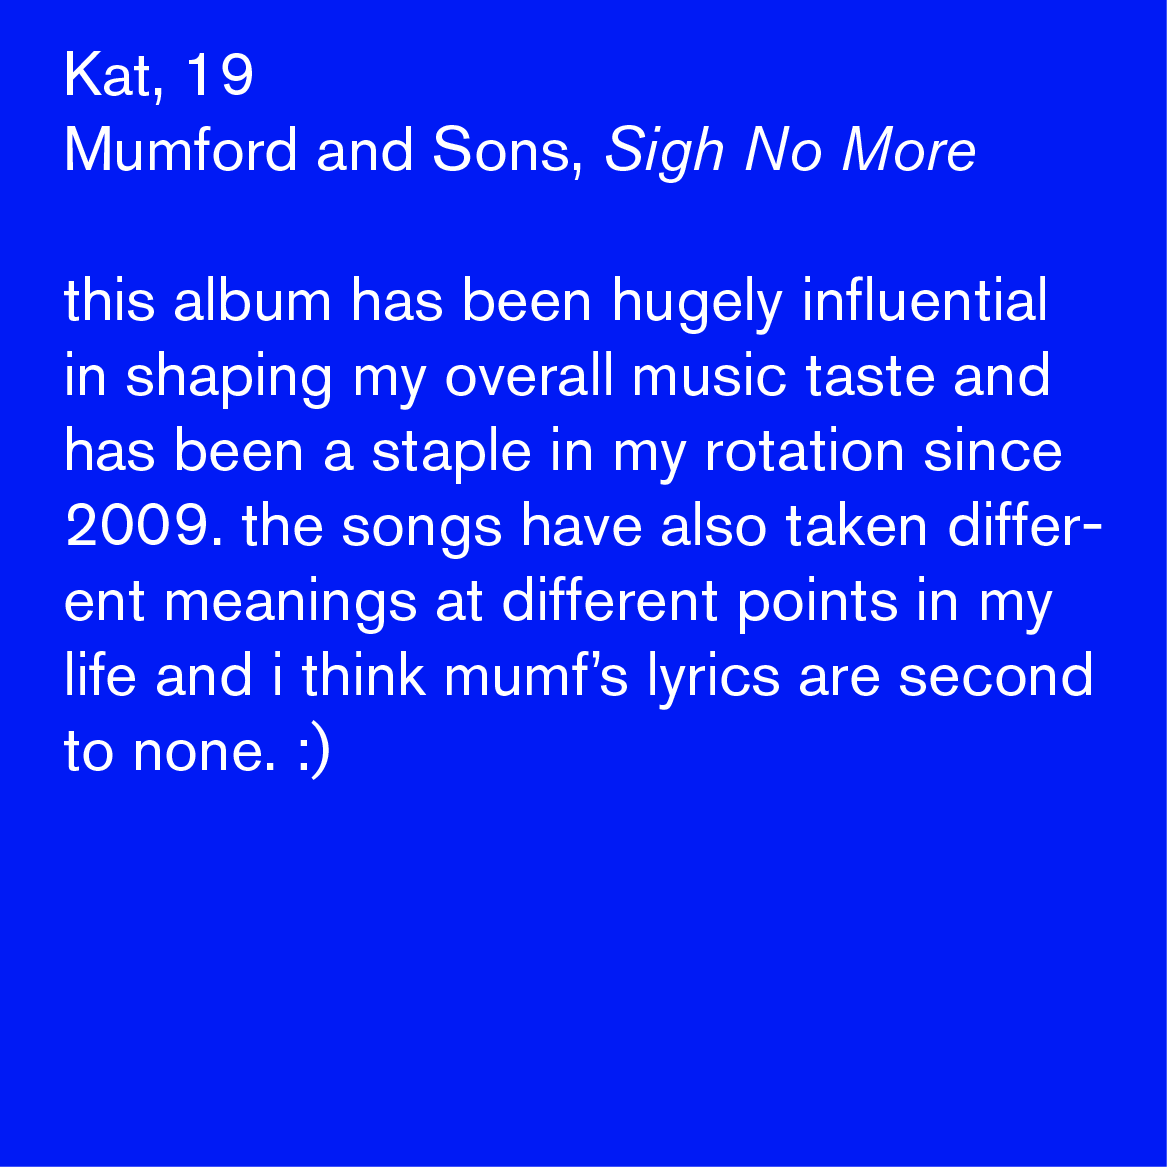 Kat, 19
Mumford and Sons, Sigh No More
this album has been hugely influential
in shaping my overall music taste and
has been a staple in my rotation since
2009. the songs have also taken differ-
ent meanings at different points in my
life and i think mumf’s lyrics are second
to none. :)